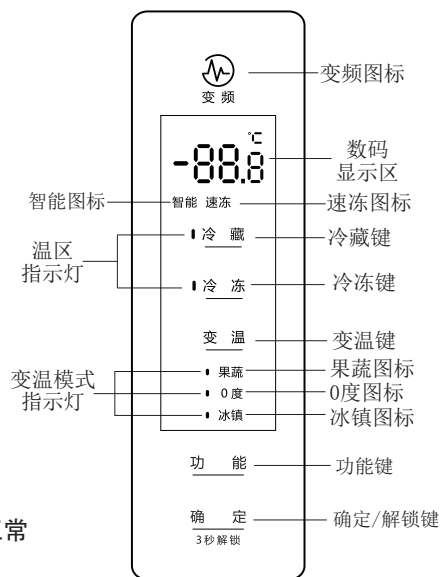 变频
变频图标
℃
-88.8
数码
显示区
智能图标
智能 速冻
速冻图标
温区
指示灯
冷 藏
冷藏键
冷 冻
冷冻键
变 温
变温键
变温模式
指示灯
果蔬
果蔬图标
0度
0度图标
冰镇
冰镇图标
功 能
功能键
确 定
3秒解锁
确定/解锁键
常